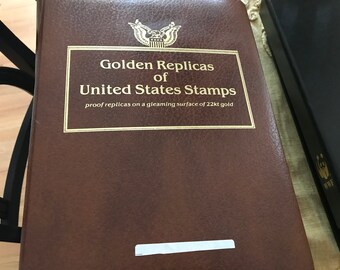 Golden Replicas
of
United States Stamps
proof replicas on a gleaming surface of 22kt gold